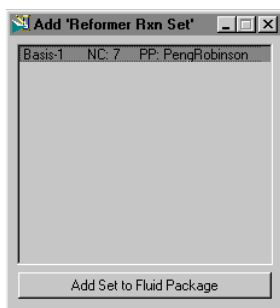 Add 'Reformer Rxn Set'
Basis-1 NC: 7 PP: PengRobinson
Add Set to Fluid Package